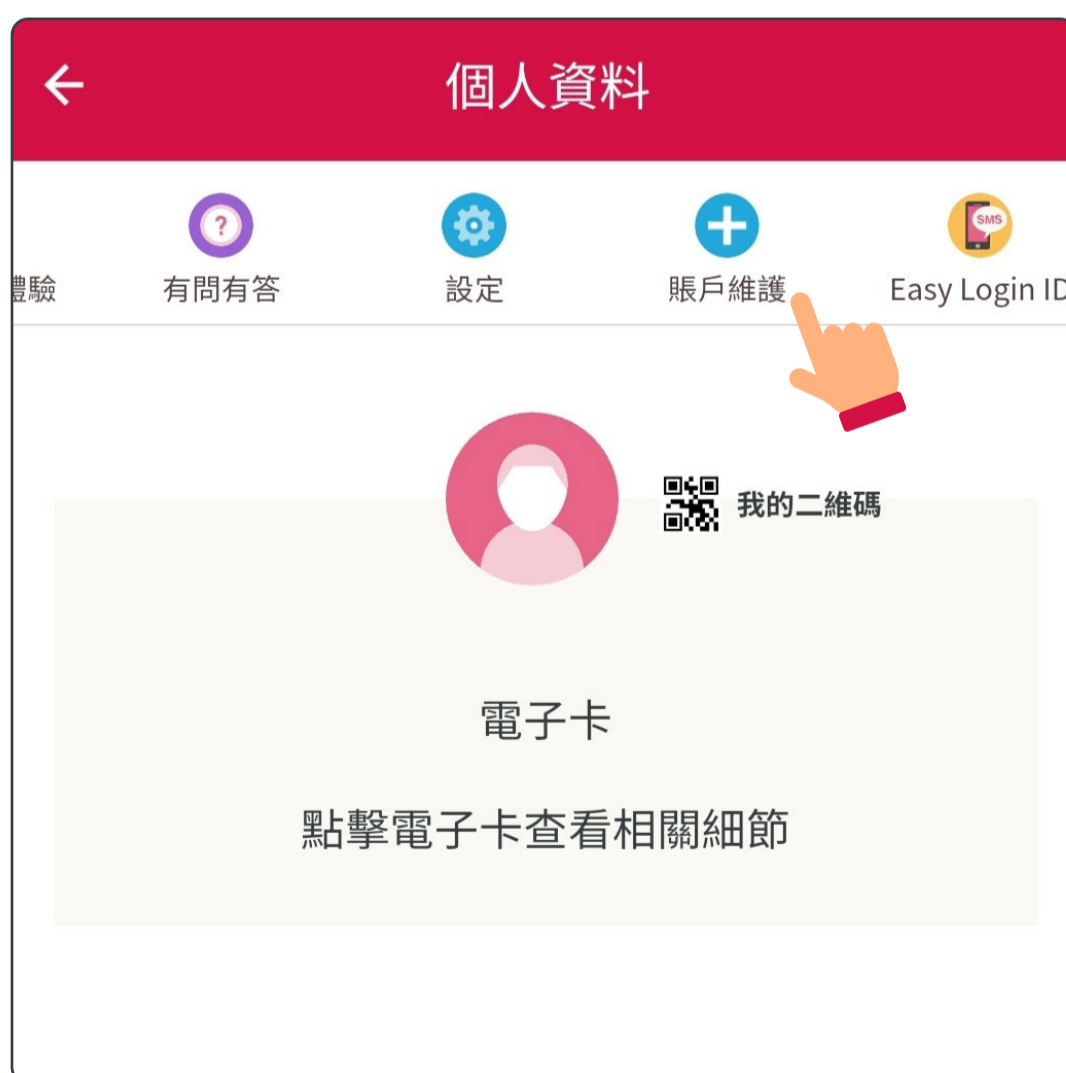 個人資料
體驗
有問有答
設定
賬戶維護
SMS
Easy Login ID
我的二維碼
電子卡
點擊電子卡查看相關細節